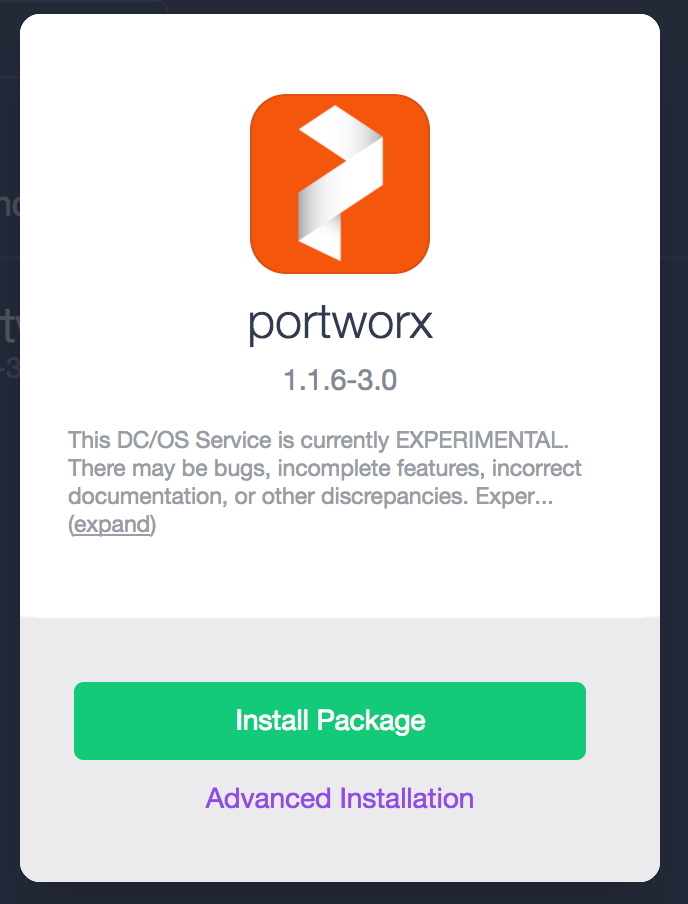 portworx
1.1.6-3.0
This DC/OS Service is currently EXPERIMENTAL.
There may be bugs, incomplete features, incorrect
documentation, or other discrepancies. Exper...
(expand)
Install Package
Advanced Installation